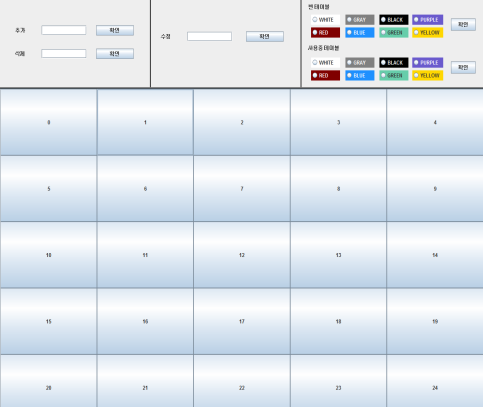 추가 확인
삭제 확인
수정 확인
빈 테이블
WHITE GRAY BLACK PURPLE
RED BLUE GREEN YELLOW
확인
사용중 테이블
WHITE GRAY BLACK PURPLE
RED BLUE GREEN YELLOW
확인
0 1 2 3 4
5 6 7 8 9
10 11 12 13 14
15 16 17 18 19
20 21 22 23 24